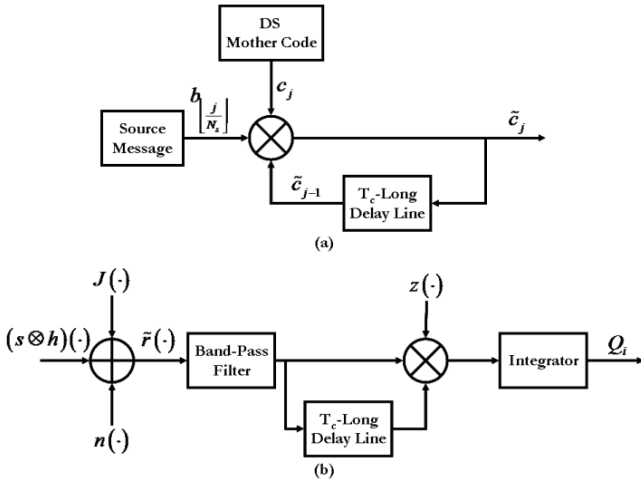 DS
Mother Code
c_j
b_⌊j/N_s⌋
Source
Message
c̃_j
c̃_{j-1}
T_c-Long
Delay Line
(a)
J(·)
z(·)
(s⊗h)(·)
r̃(·)
Band-Pass
Filter
Integrator
Q_i
T_c-Long
Delay Line
n(·)
(b)